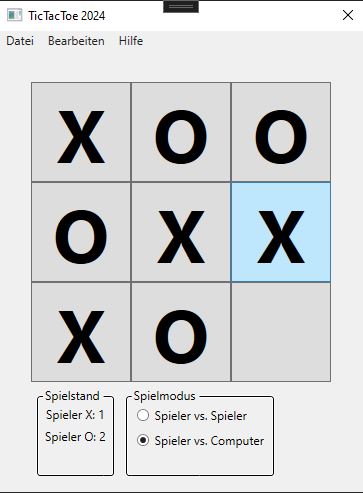 TicTacToe 2024
Datei Bearbeiten Hilfe
X O O
O X X
X O
Spielstand
Spieler X: 1
Spieler O: 2
Spielmodus
Spieler vs. Spieler
Spieler vs. Computer